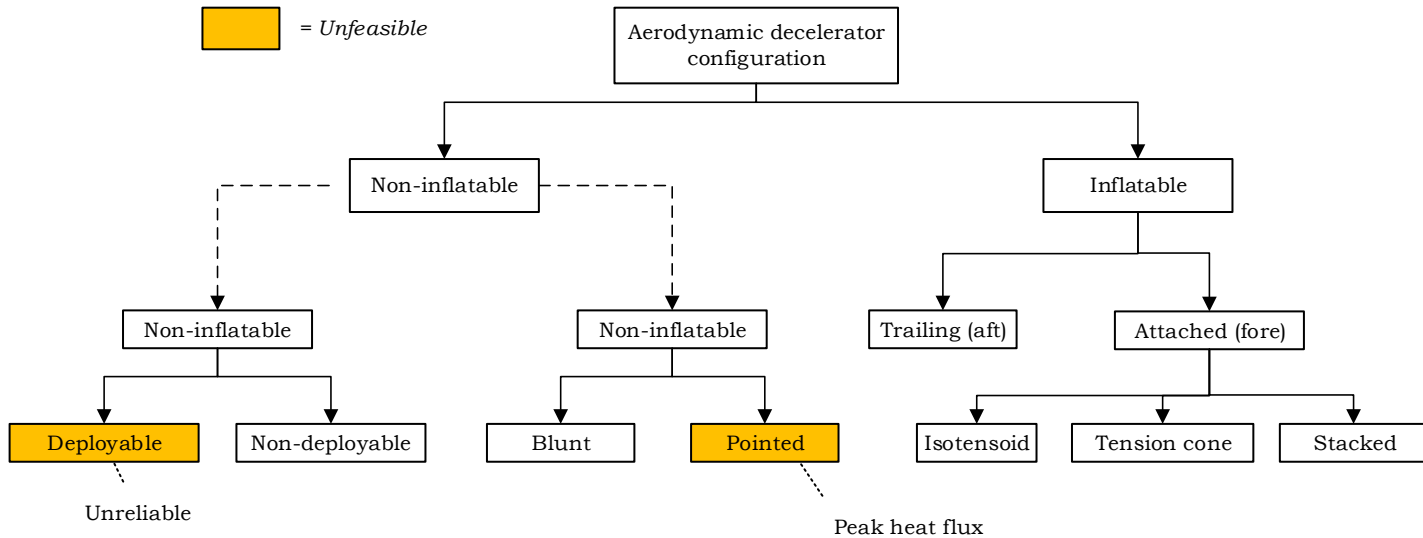 = Unfeasible
Aerodynamic decelerator
configuration
Non-inflatable
Inflatable
Non-inflatable
Non-inflatable
Trailing (aft)
Attached (fore)
Deployable
Non-deployable
Blunt
Pointed
Isotensoid
Tension cone
Stacked
Unreliable
Peak heat flux